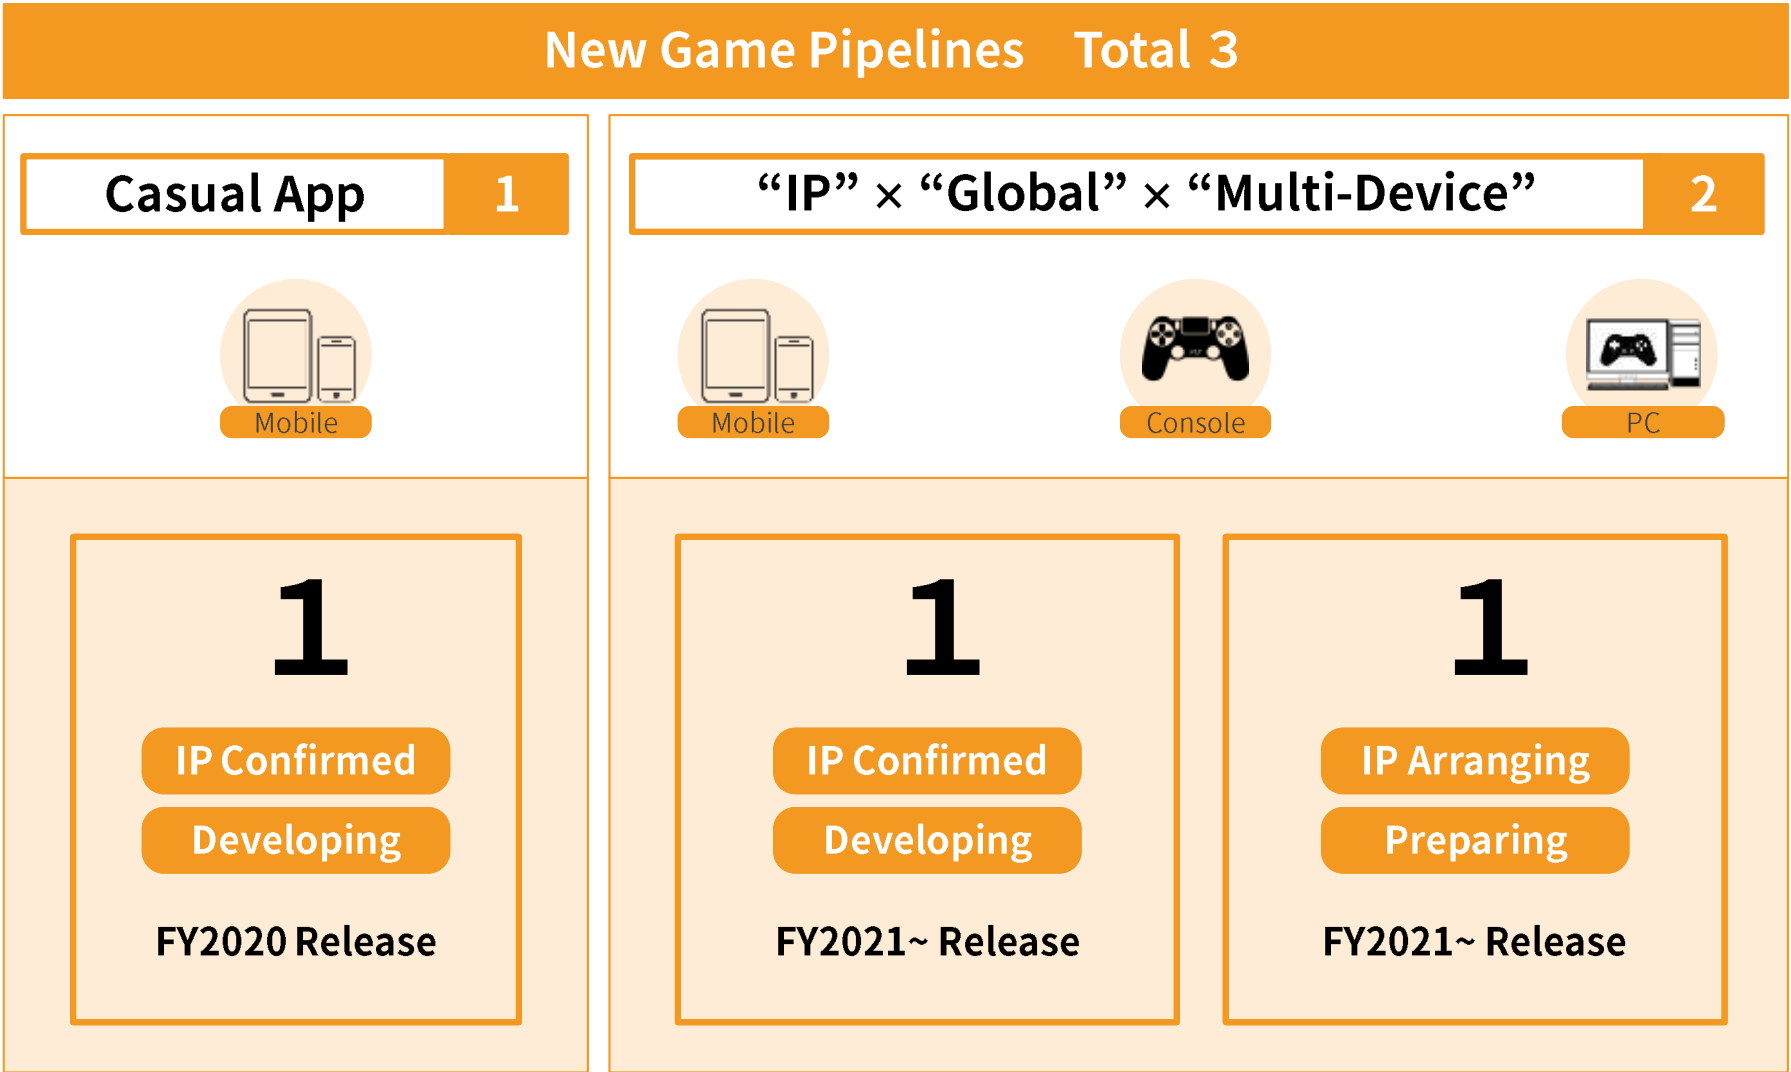 New Game Pipelines Total 3
Casual App 1
Mobile
1
IP Confirmed
Developing
FY2020 Release
“IP” × “Global” × “Multi-Device” 2
Mobile Console PC
1
IP Confirmed
Developing
FY2021~ Release
1
IP Arranging
Preparing
FY2021~ Release